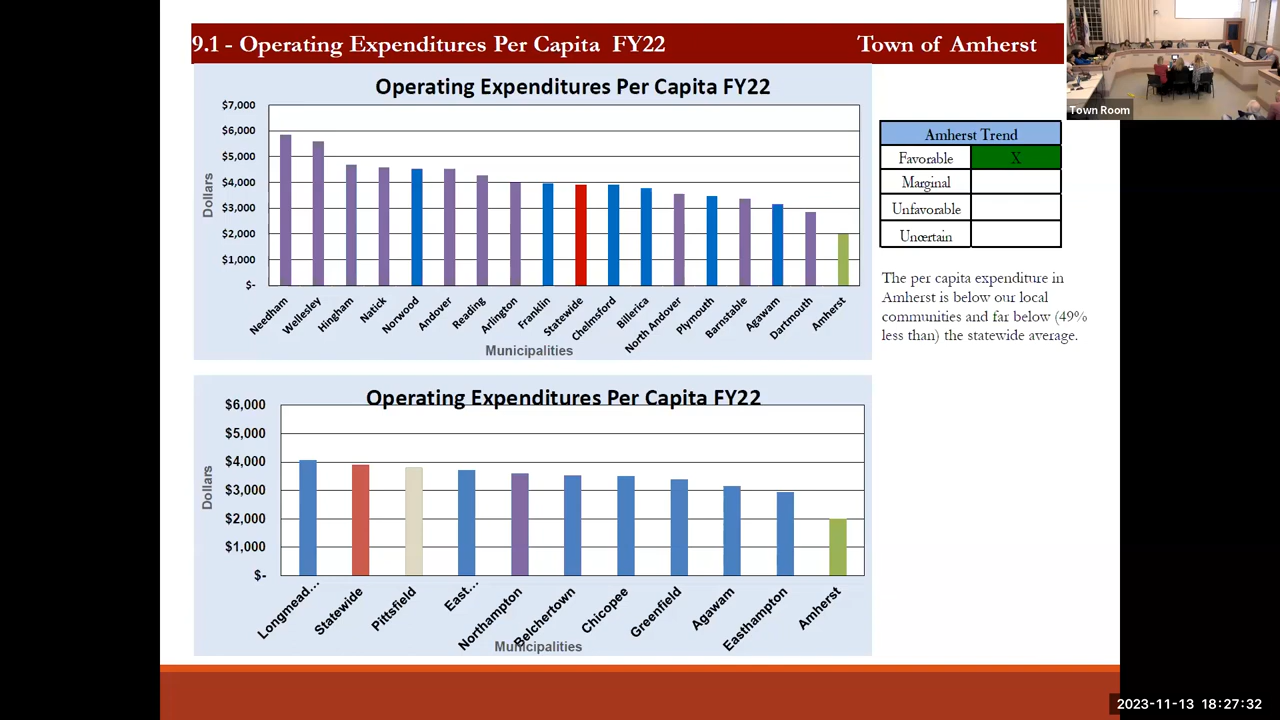 9.1 - Operating Expenditures Per Capita FY22
Town of Amherst
Town Room
Operating Expenditures Per Capita FY22
$7,000
$6,000
$5,000
$4,000
$3,000
$2,000
$1,000
$-
Dollars
Needham
Wellesley
Hingham
Natick
Norwood
Andover
Reading
Arlington
Franklin
Statewide
Chelmsford
Billerica
North Andover
Plymouth
Barnstable
Agawam
Dartmouth
Amherst
Municipalities
Amherst Trend
Favorable X
Marginal
Unfavorable
Uncertain
The per capita expenditure in
Amherst is below our local
communities and far below (49%
less than) the statewide average.
Operating Expenditures Per Capita FY22
$6,000
$5,000
$4,000
$3,000
$2,000
$1,000
$-
Dollars
Longmead...
Statewide
Pittsfield
East...
Northampton
Belchertown
Chicopee
Greenfield
Agawam
Easthampton
Amherst
Municipalities
2023-11-13 18:27:32